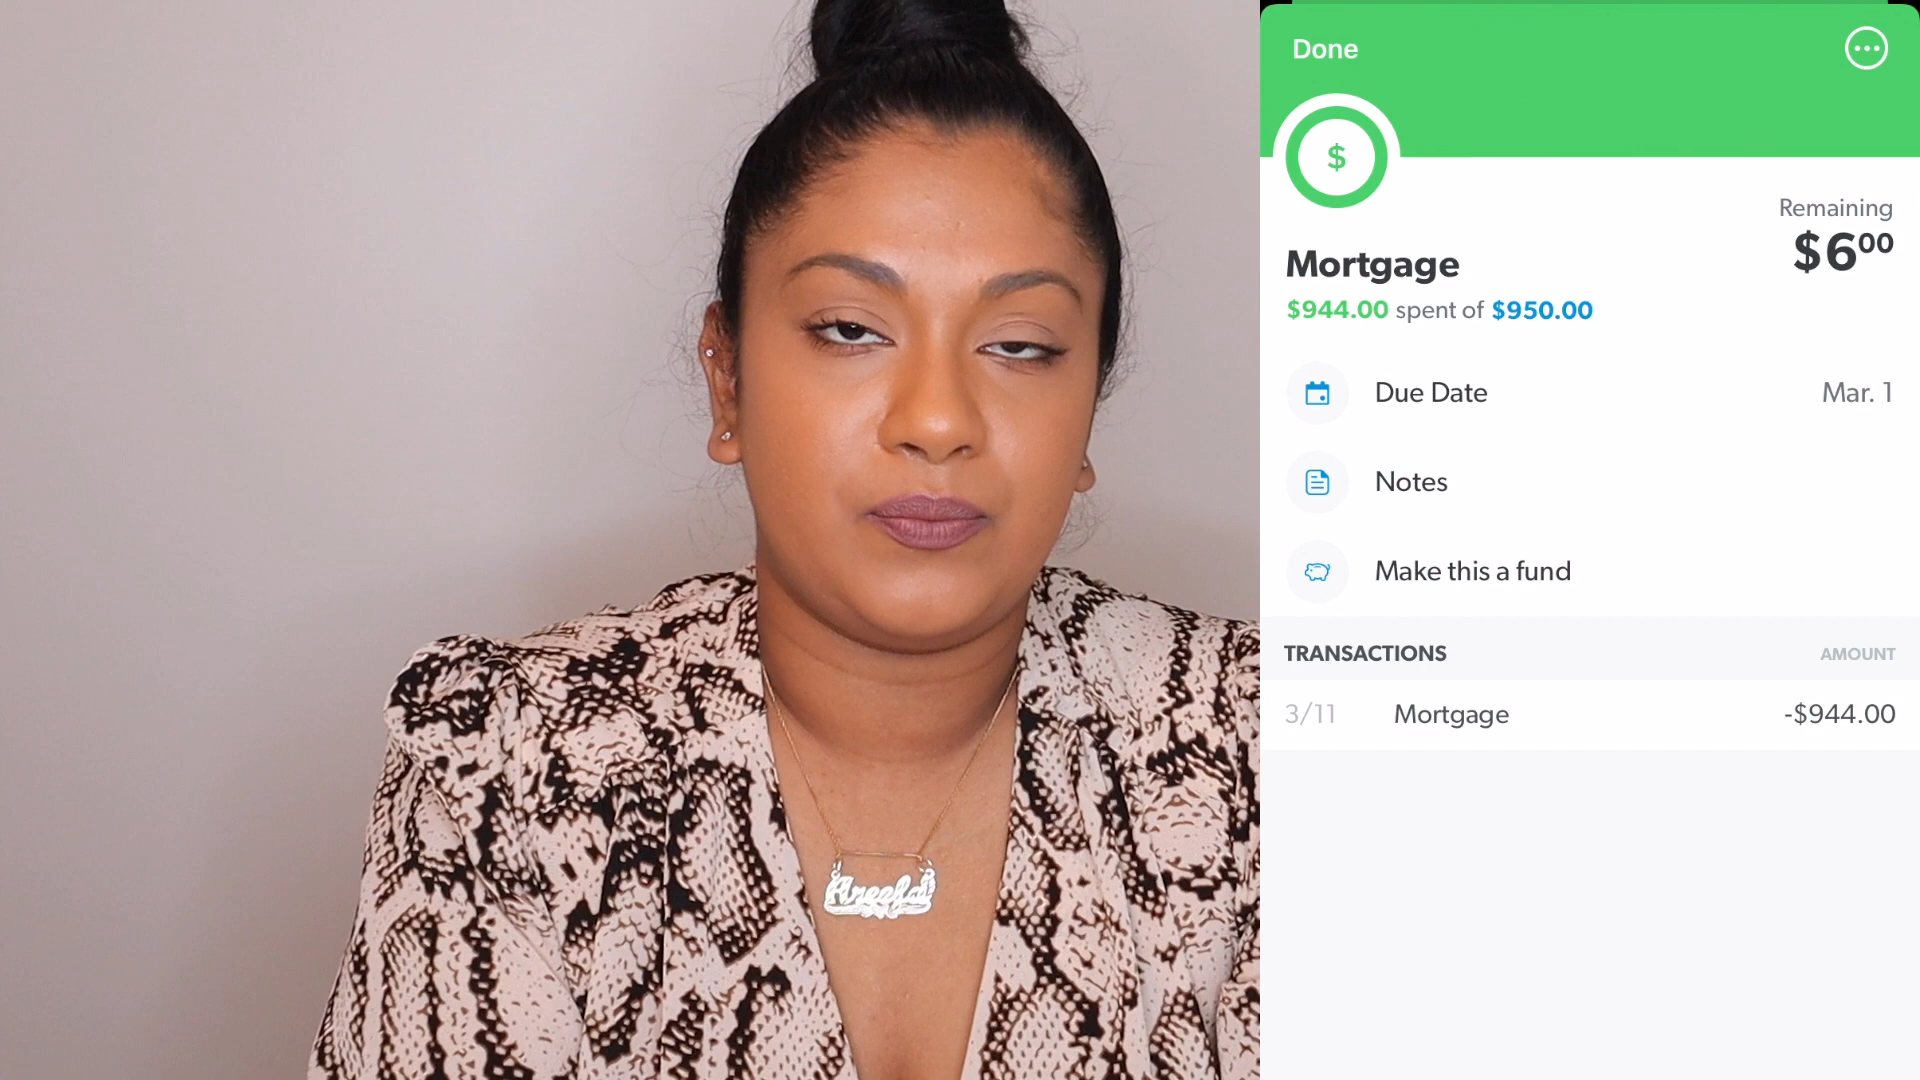 Areefa
Done
$
Remaining
$600
Mortgage
$944.00 spent of $950.00
Due Date Mar. 1
Notes
Make this a fund
TRANSACTIONS AMOUNT
3/11 Mortgage -$944.00